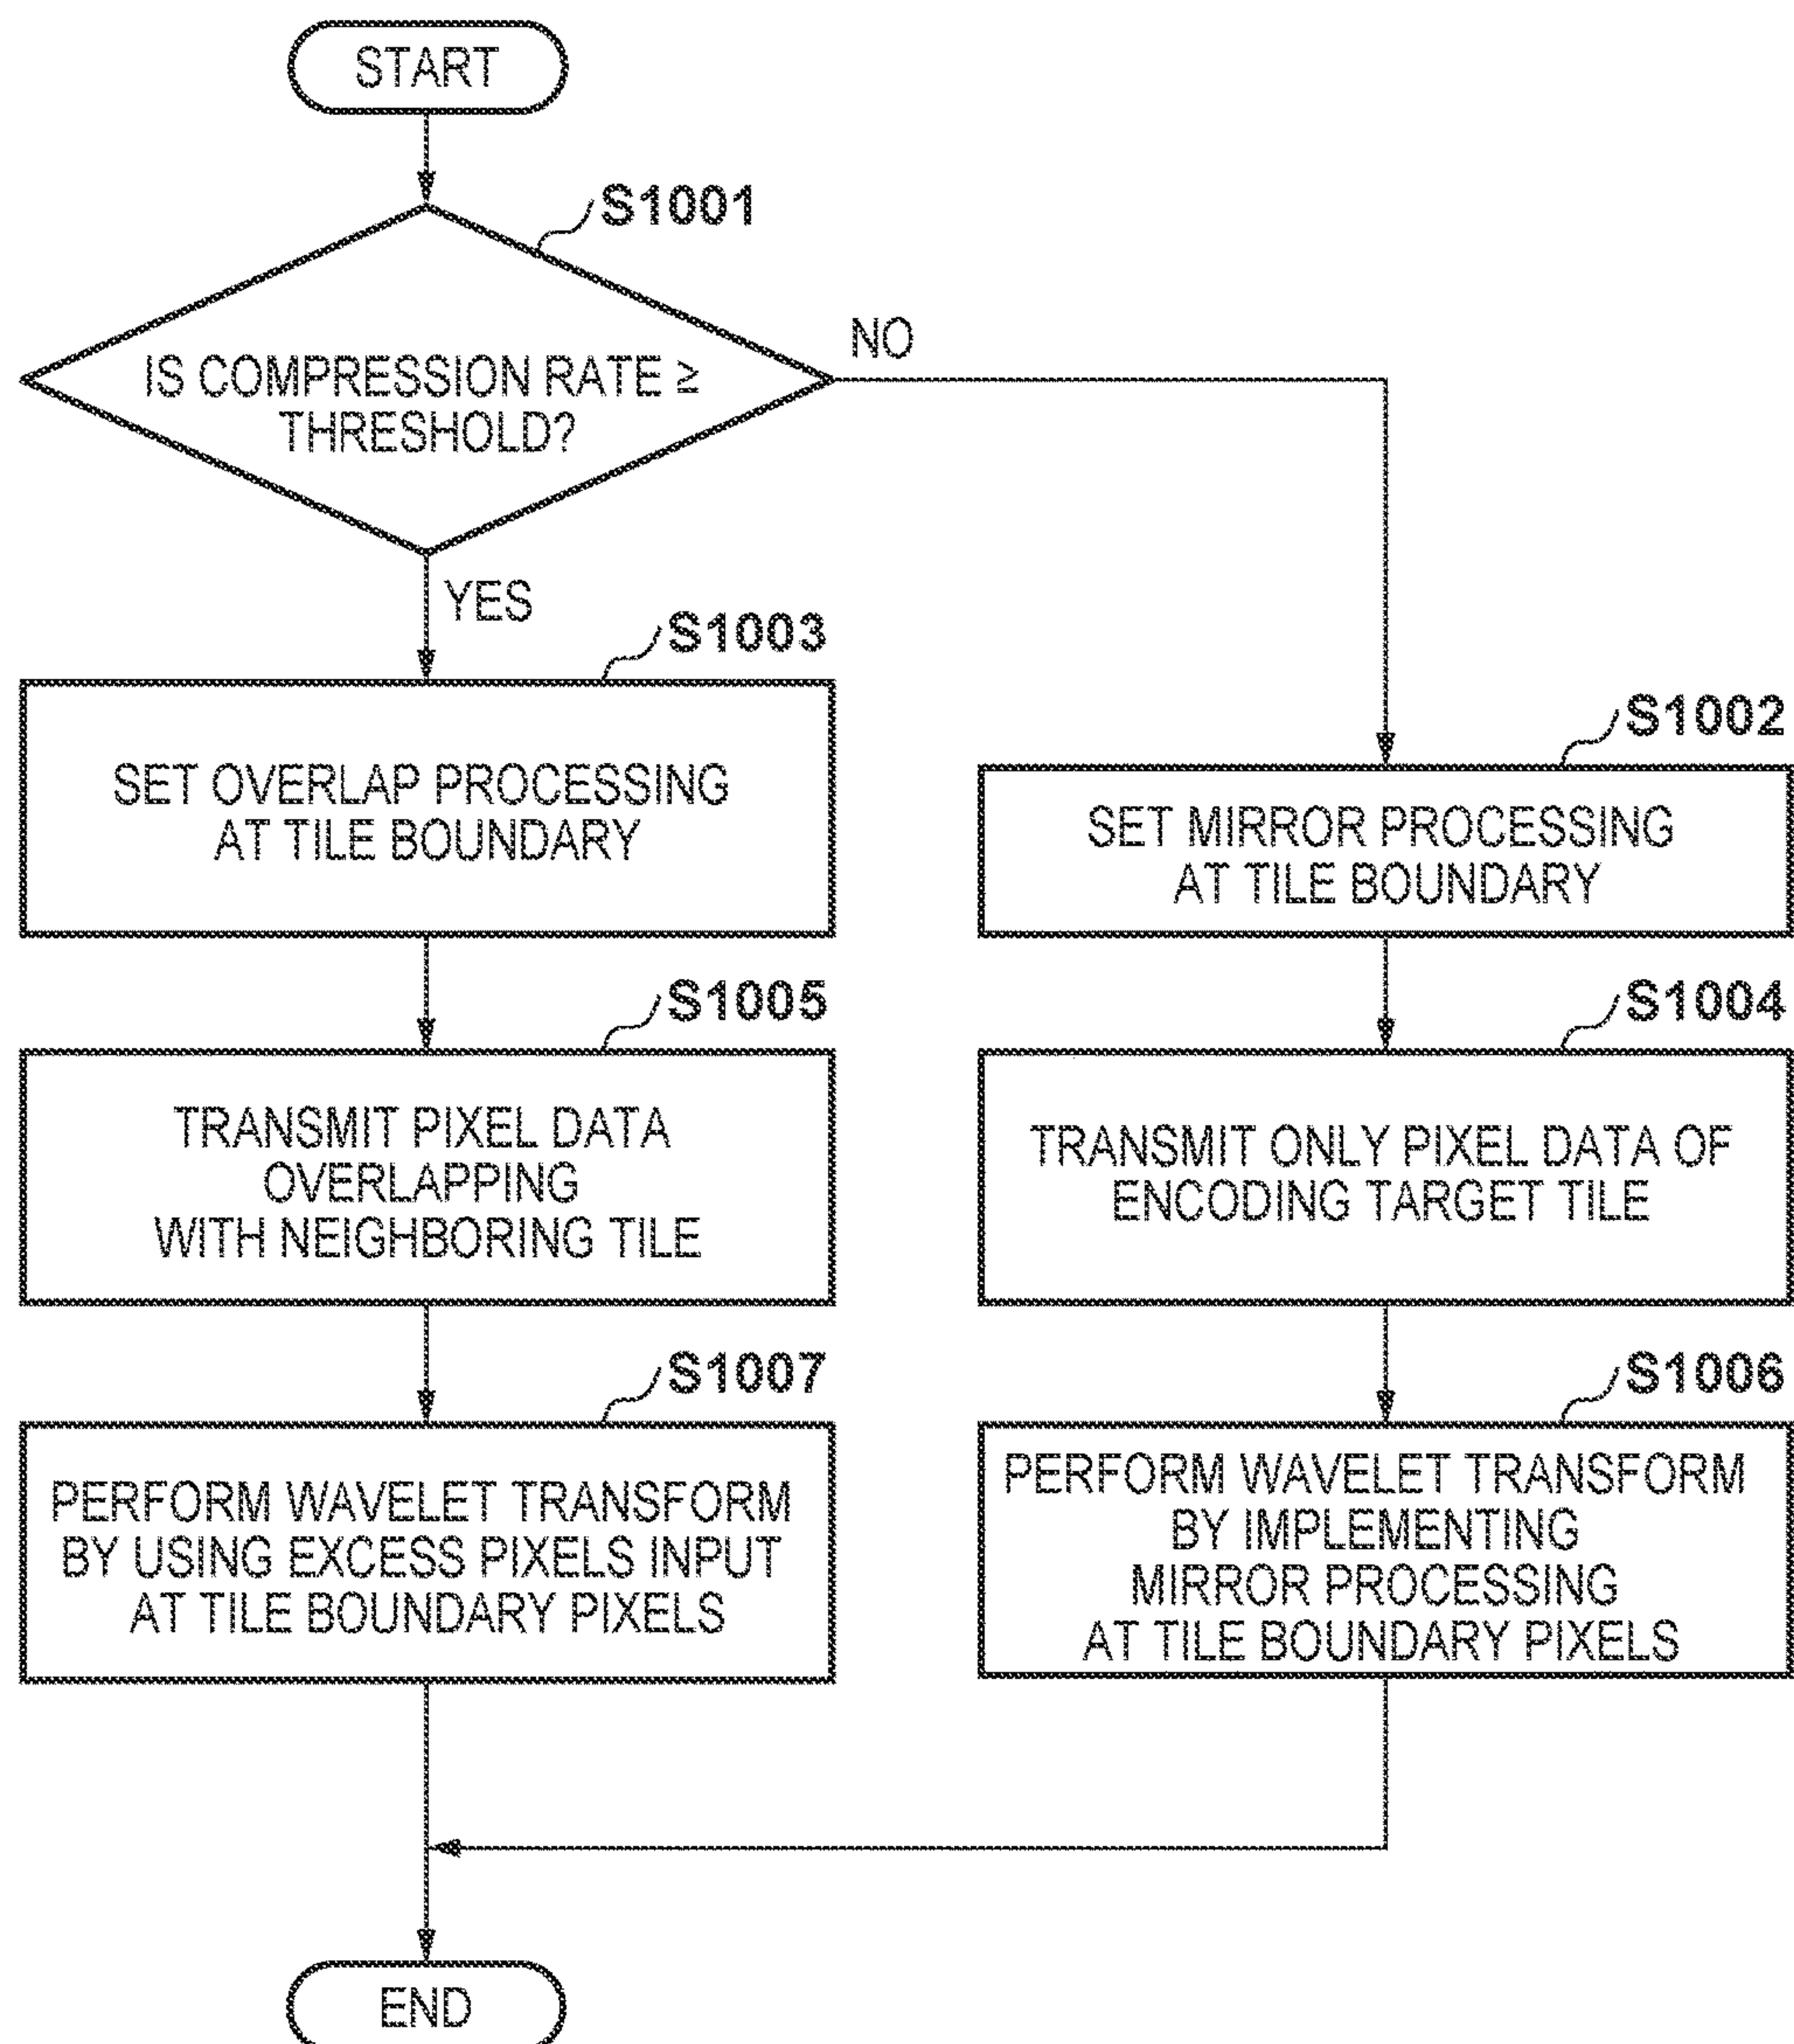 START
S1001
IS COMPRESSION RATE ≥
THRESHOLD?
NO
YES
S1003
SET OVERLAP PROCESSING
AT TILE BOUNDARY
S1002
SET MIRROR PROCESSING
AT TILE BOUNDARY
S1005
TRANSMIT PIXEL DATA
OVERLAPPING
WITH NEIGHBORING TILE
S1004
TRANSMIT ONLY PIXEL DATA OF
ENCODING TARGET TILE
S1007
PERFORM WAVELET TRANSFORM
BY USING EXCESS PIXELS INPUT
AT TILE BOUNDARY PIXELS
S1006
PERFORM WAVELET TRANSFORM
BY IMPLEMENTING
MIRROR PROCESSING
AT TILE BOUNDARY PIXELS
END